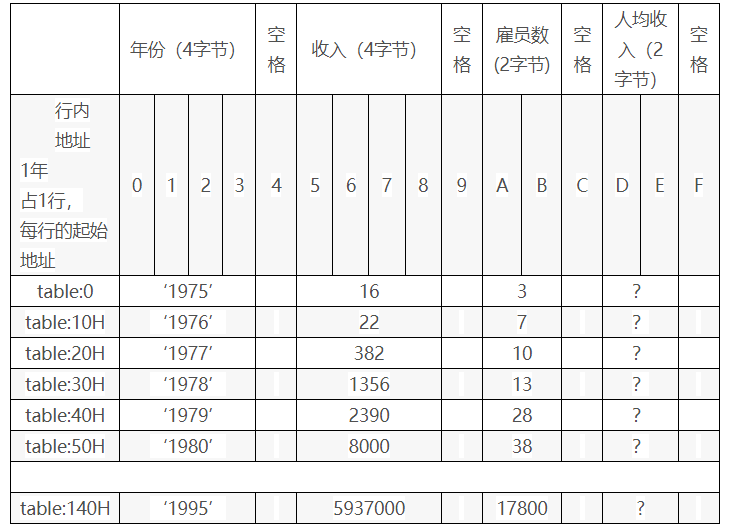 年份（4字节） 空格 收入（4字节） 空格 雇员数(2字节) 空格 人均收入（2字节） 空格
行内
地址
1年
占1行，
每行的起始
地址
0 1 2 3 4 5 6 7 8 9 A B C D E F
table:0 ‘1975’ 16 3 ?
table:10H ‘1976’ 22 7 ?
table:20H ‘1977’ 382 10 ?
table:30H ‘1978’ 1356 13 ?
table:40H ‘1979’ 2390 28 ?
table:50H ‘1980’ 8000 38 ?
table:140H ‘1995’ 5937000 17800 ?